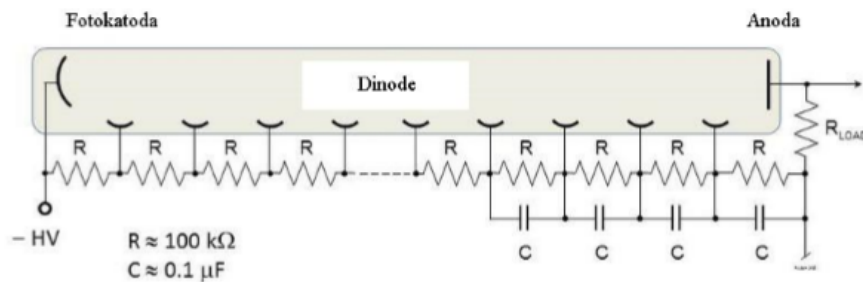 Fotokatoda
Anoda
Dinode
R R R R R R R R R
R_LOAD
– HV
R ≈ 100 kΩ
C ≈ 0.1 μF
C C C C